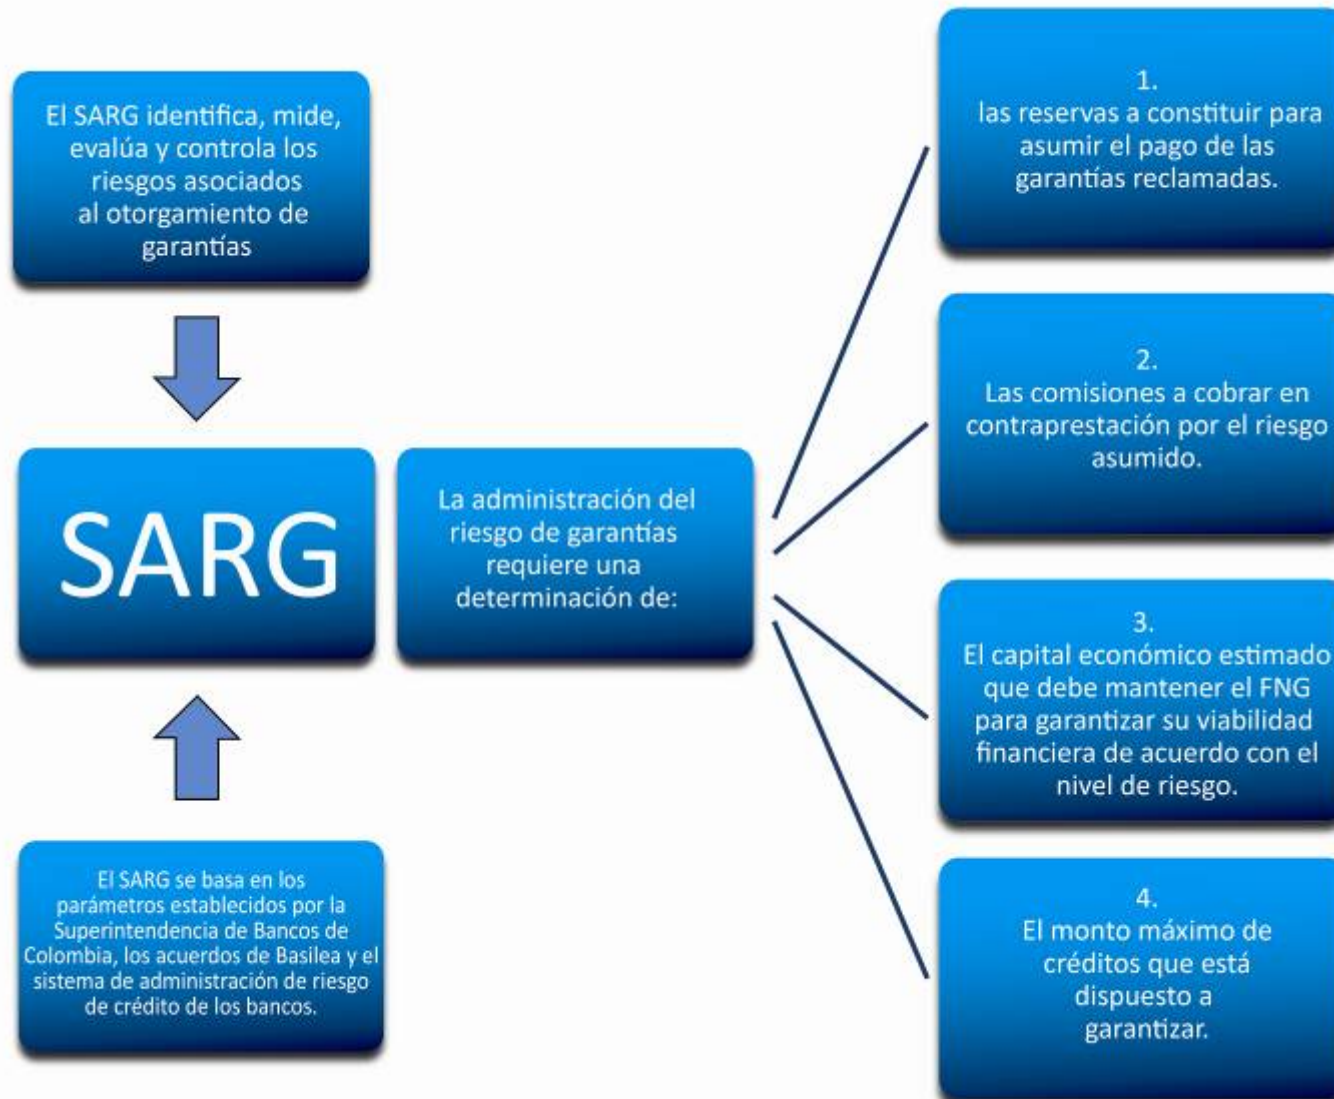 El SARG identifica, mide,
evalúa y controla los
riesgos asociados
al otorgamiento de
garantías
SARG
El SARG se basa en los
parámetros establecidos por la
Superintendencia de Bancos de
Colombia, los acuerdos de Basilea y el
sistema de administración de riesgo
de crédito de los bancos.
La administración del
riesgo de garantías
requiere una
determinación de:
1.
las reservas a constituir para
asumir el pago de las
garantías reclamadas.
2.
Las comisiones a cobrar en
contraprestación por el riesgo
asumido.
3.
El capital económico estimado
que debe mantener el FNG
para garantizar su viabilidad
financiera de acuerdo con el
nivel de riesgo.
4.
El monto máximo de
créditos que está
dispuesto a
garantizar.